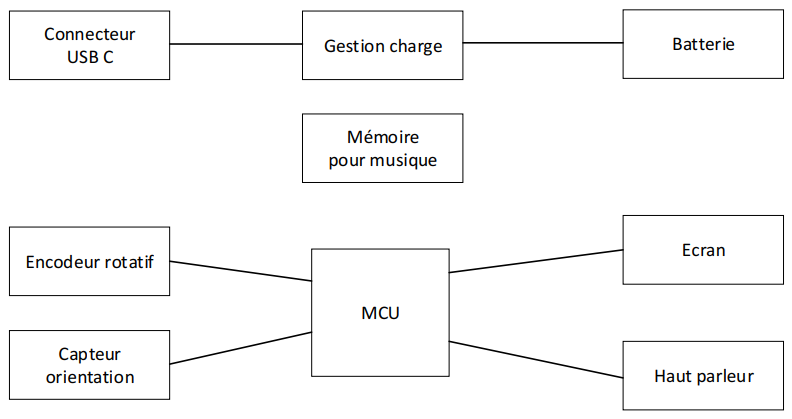 Connecteur
USB C
Gestion charge
Batterie
Mémoire
pour musique
Encodeur rotatif
Ecran
MCU
Capteur
orientation
Haut parleur